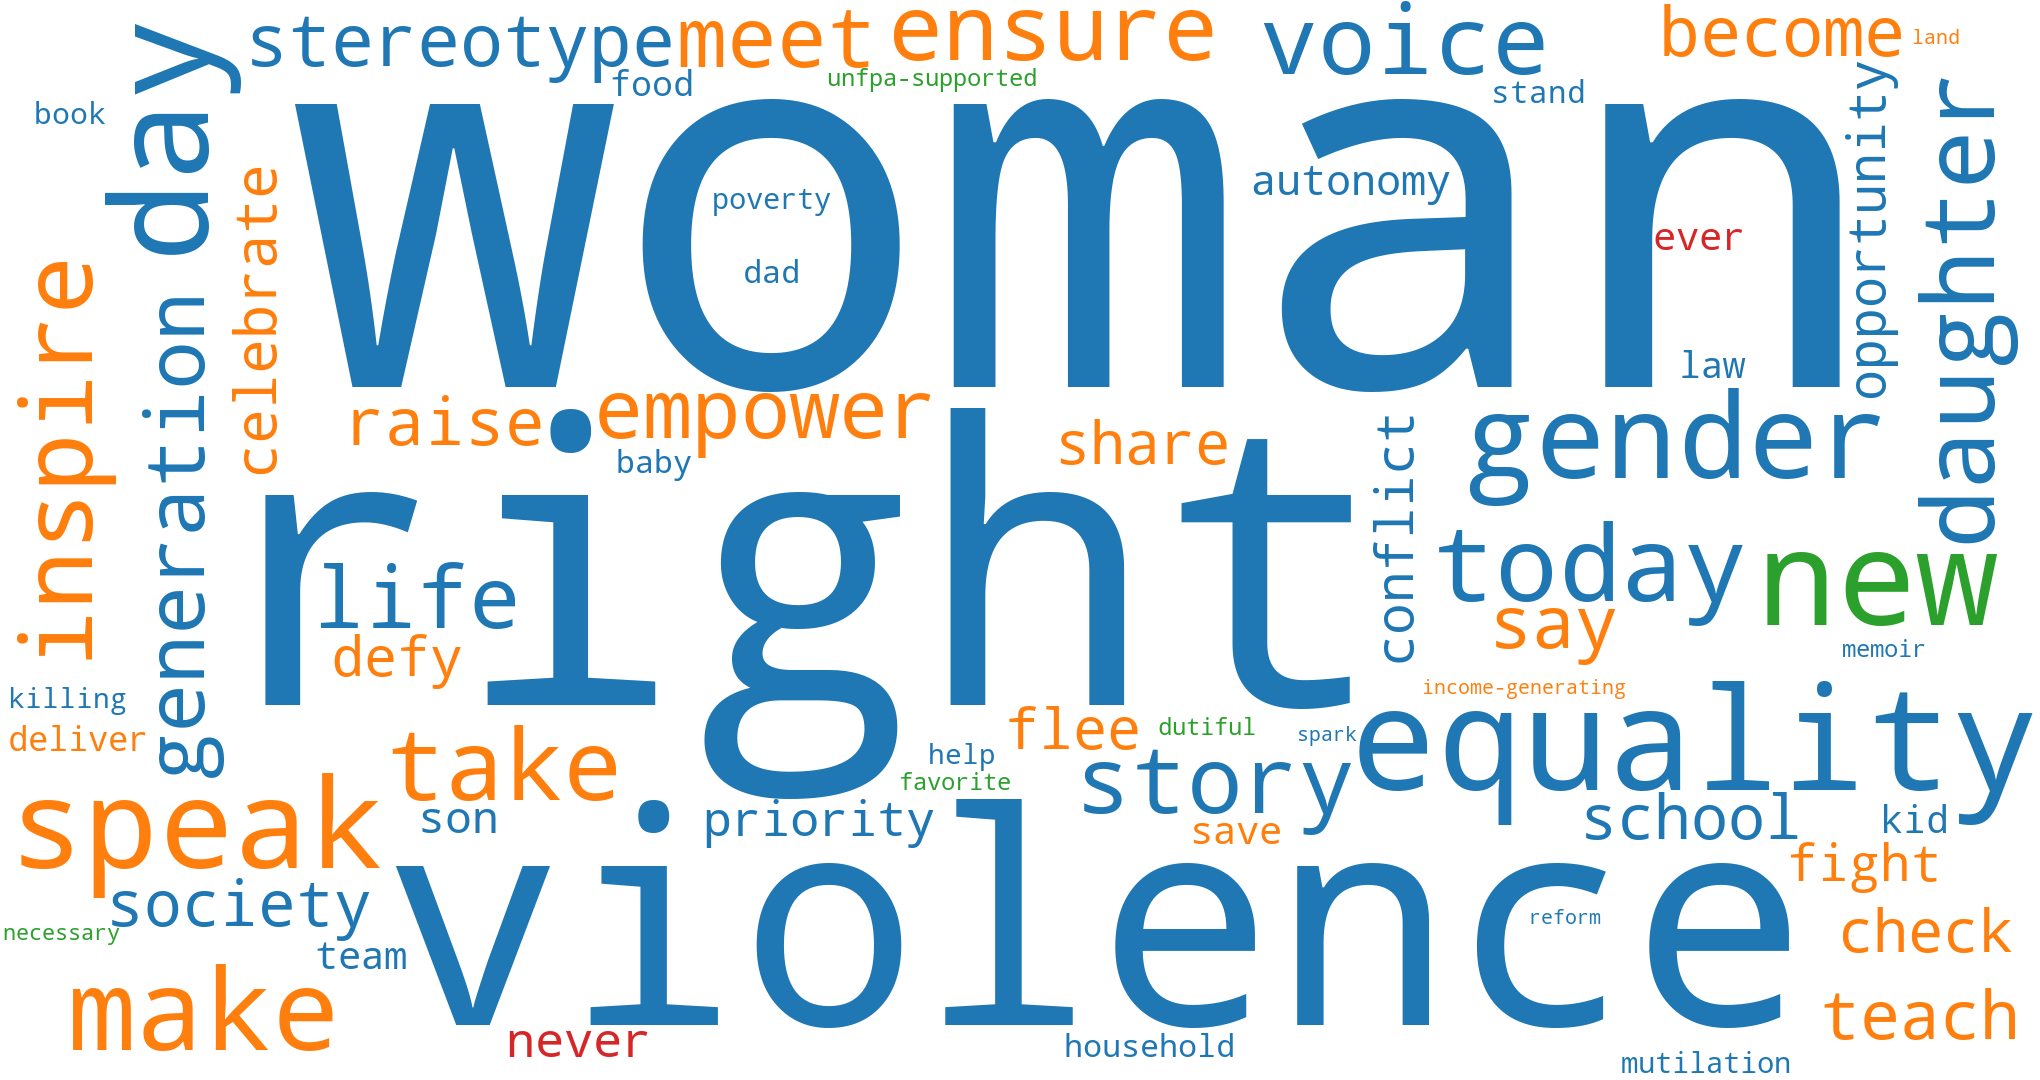 stereotype
meet
ensure
voice
become
land
food
unfpa-supported
stand
book
day
woman
opportunity
daughter
celebrate
poverty
autonomy
dad
ever
inspire
generation
law
raise
empower
share
gender
baby
right
conflict
life
today
new
defy
say
memoir
killing
income-generating
deliver
take
flee
dutiful
spark
equality
help
story
favorite
speak
son
priority
save
school
kid
society
violence
fight
necessary
team
reform
check
make
never
household
teach
mutilation